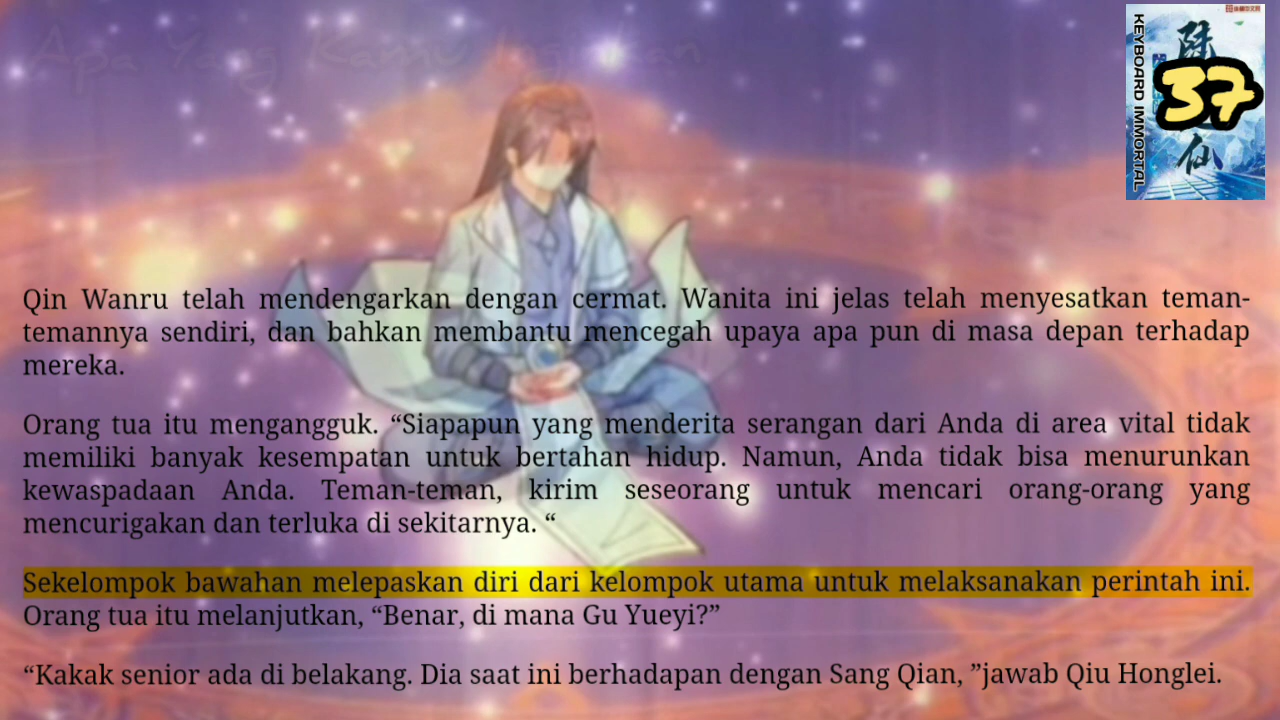 Apa Yang Kamu Inginkan
KEYBOARD IMMORTAL
37
仙
Qin Wanru telah mendengarkan dengan cermat. Wanita ini jelas telah menyesatkan teman-
temannya sendiri, dan bahkan membantu mencegah upaya apa pun di masa depan terhadap
mereka.
Orang tua itu mengangguk. “Siapapun yang menderita serangan dari Anda di area vital tidak
memiliki banyak kesempatan untuk bertahan hidup. Namun, Anda tidak bisa menurunkan
kewaspadaan Anda. Teman-teman, kirim seseorang untuk mencari orang-orang yang
mencurigakan dan terluka di sekitarnya. “
Sekelompok bawahan melepaskan diri dari kelompok utama untuk melaksanakan perintah ini.
Orang tua itu melanjutkan, “Benar, di mana Gu Yueyi?”
“Kakak senior ada di belakang. Dia saat ini berhadapan dengan Sang Qian, ”jawab Qiu Honglei.